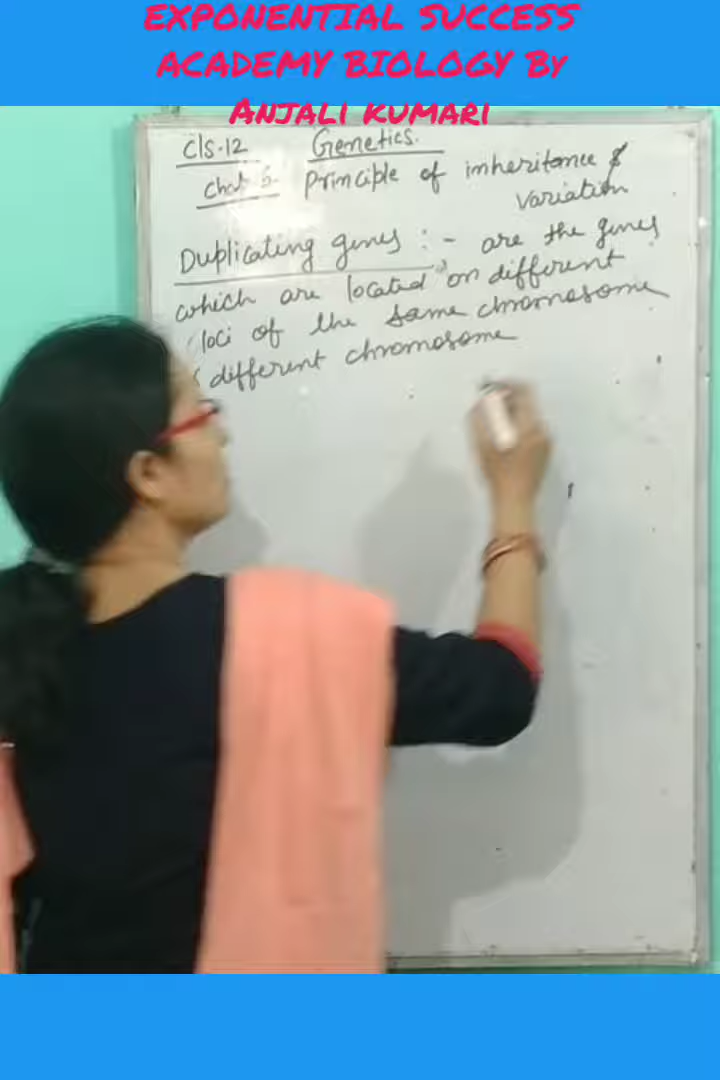 EXPONENTIAL SUCCESS
ACADEMY BIOLOGY By
ANJALI KUMARI
Cls.12 Genetics.
Chat 5. Principle of inheritance &
variation
Duplicating genes :- are the genes
which are located on different
loci of the same chromosome
different chromosome